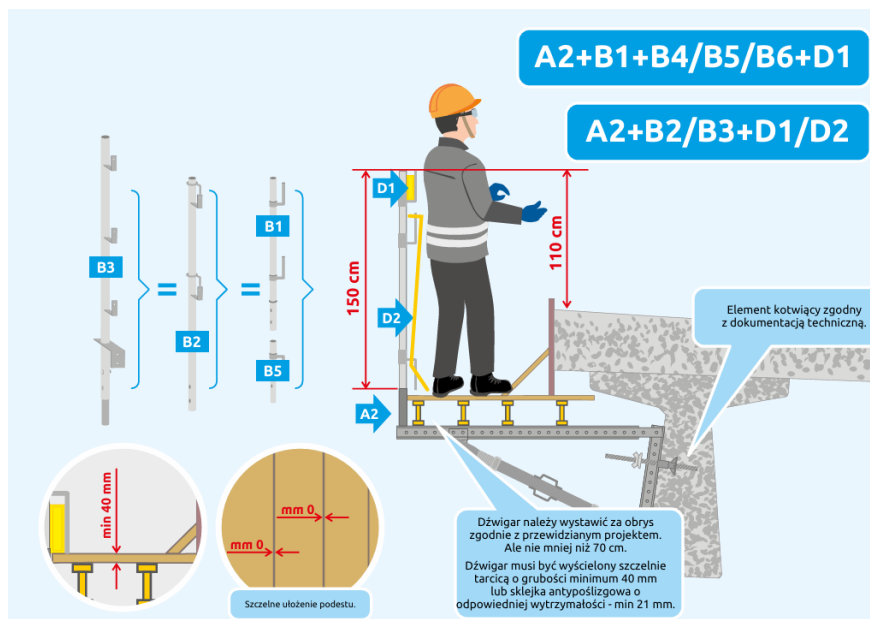 A2+B1+B4/B5/B6+D1
A2+B2/B3+D1/D2
D1
B1
110 cm
B3
150 cm
=
=
Element kotwiący zgodny
z dokumentacją techniczną.
D2
B2
B5
A2
min 40 mm
mm 0
mm 0
Szczelne ułożenie podestu.
Dźwigar należy wystawić za obrys
zgodnie z przewidzianym projektem.
Ale nie mniej niż 70 cm.
Dźwigar musi być wyścielony szczelnie
tarcicą o grubości minimum 40 mm
lub sklejka antypoślizgowa o
odpowiedniej wytrzymałości - min 21 mm.